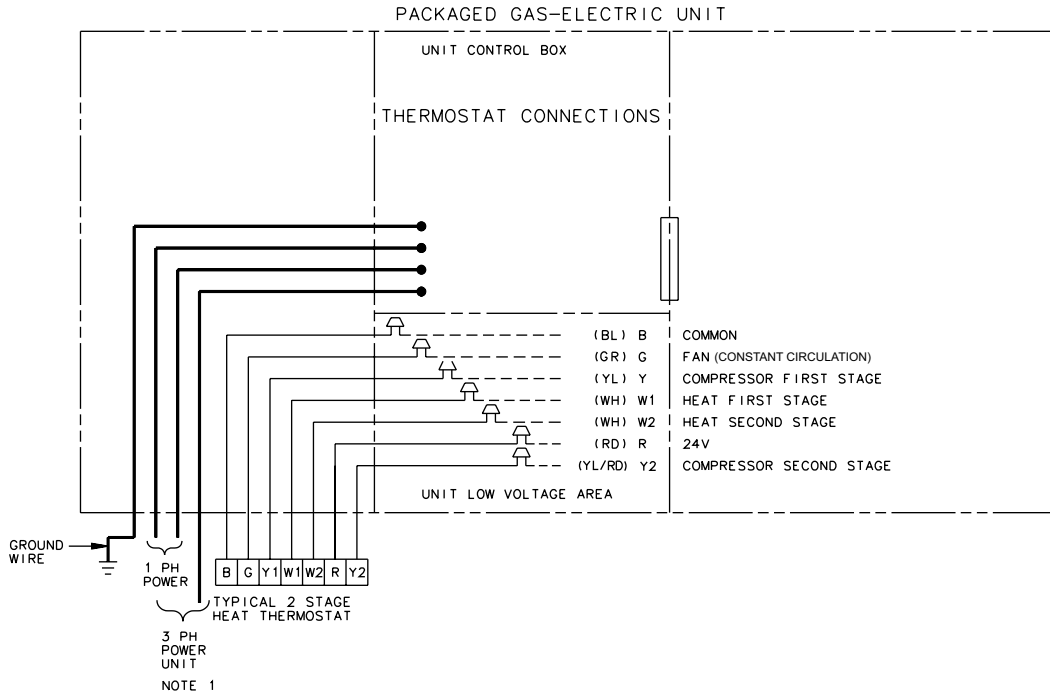 PACKAGED GAS-ELECTRIC UNIT
UNIT CONTROL BOX
THERMOSTAT CONNECTIONS
(BL) B COMMON
(GR) G FAN (CONSTANT CIRCULATION)
(YL) Y COMPRESSOR FIRST STAGE
(WH) W1 HEAT FIRST STAGE
(WH) W2 HEAT SECOND STAGE
(RD) R 24V
(YL/RD) Y2 COMPRESSOR SECOND STAGE
UNIT LOW VOLTAGE AREA
GROUND
WIRE
1 PH
POWER
B G Y1 W1 W2 R Y2
TYPICAL 2 STAGE
HEAT THERMOSTAT
3 PH
POWER
UNIT
NOTE 1